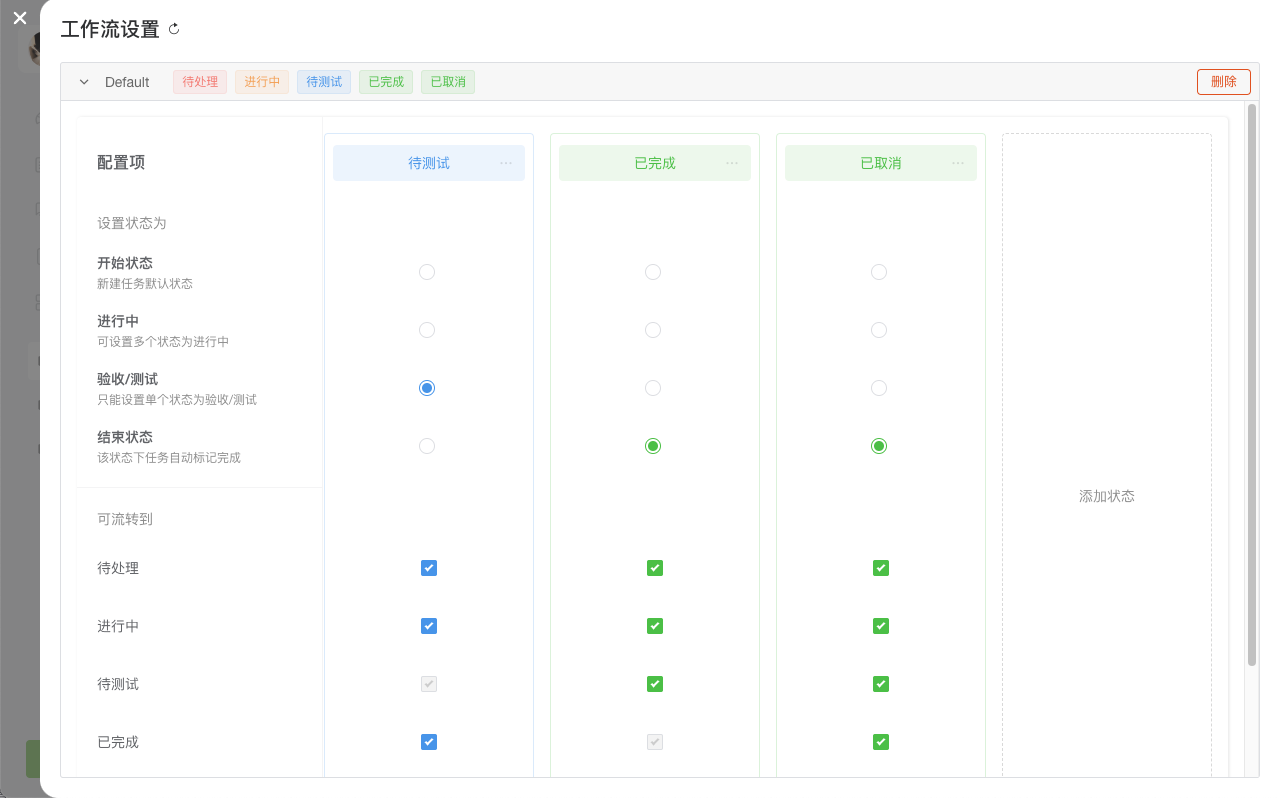 工作流设置
Default 待处理 进行中 待测试 已完成 已取消 删除
配置项 待测试 已完成 已取消
设置状态为
开始状态
新建任务默认状态
进行中
可设置多个状态为进行中
验收/测试
只能设置单个状态为验收/测试
结束状态
该状态下任务自动标记完成
添加状态
可流转到
待处理
进行中
待测试
已完成